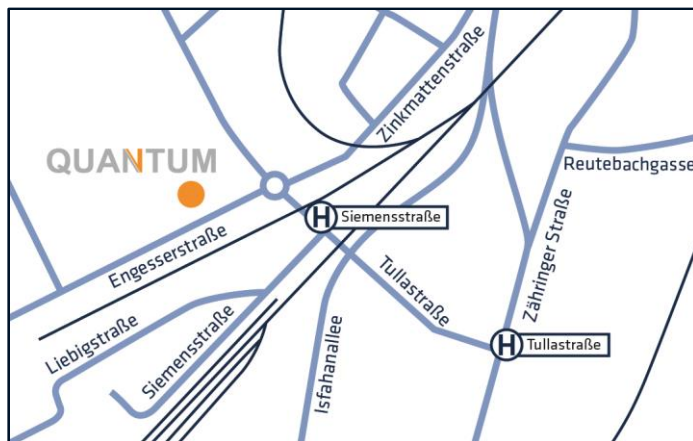 Zinkmattenstraße
QUANTUM
Reutebachgasse
H Siemensstraße
Engesserstraße
Zähringer Straße
Tullastraße
Liebigstraße
Siemensstraße
Isfahanallee
H Tullastraße